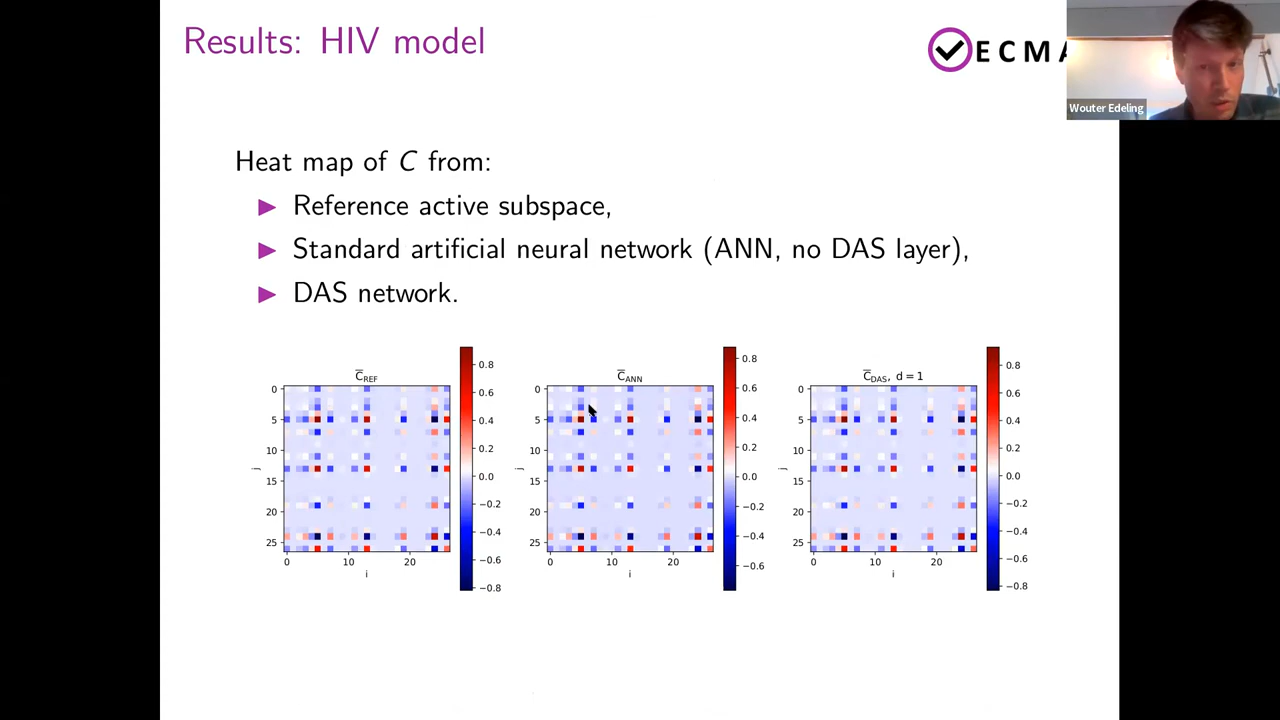 Results: HIV model
ECMA
Wouter Edeling
Heat map of C from:
Reference active subspace,
Standard artificial neural network (ANN, no DAS layer),
DAS network.
C̅REF
C̅ANN
C̅DAS, d = 1
0
5
10
15
20
25
j
0 10 20
i
0.8
0.6
0.4
0.2
0.0
−0.2
−0.4
−0.6
−0.8
0
5
10
15
20
25
j
0 10 20
i
0.8
0.6
0.4
0.2
0.0
−0.2
−0.4
−0.6
0
5
10
15
20
25
j
0 10 20
i
0.8
0.6
0.4
0.2
0.0
−0.2
−0.4
−0.6
−0.8